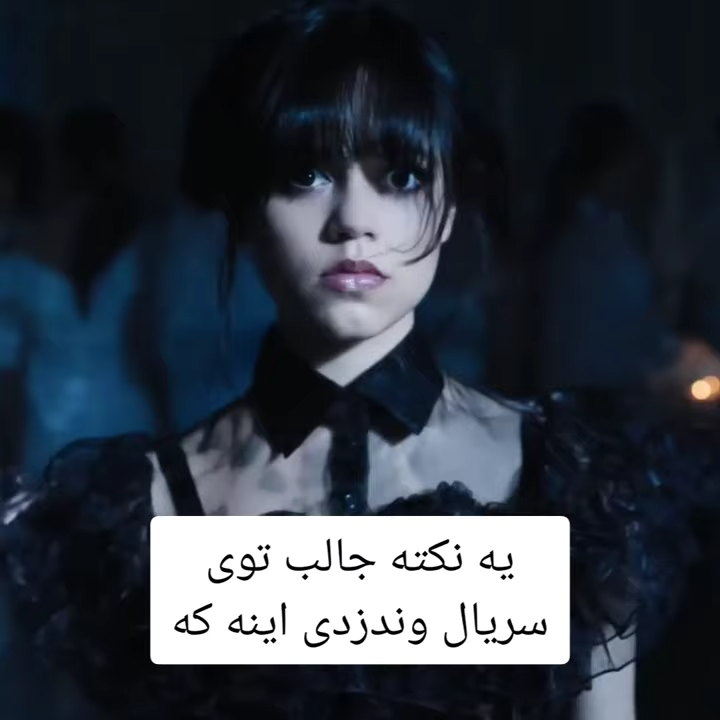 یه نکته جالب توی
سریال وندزدی اینه که